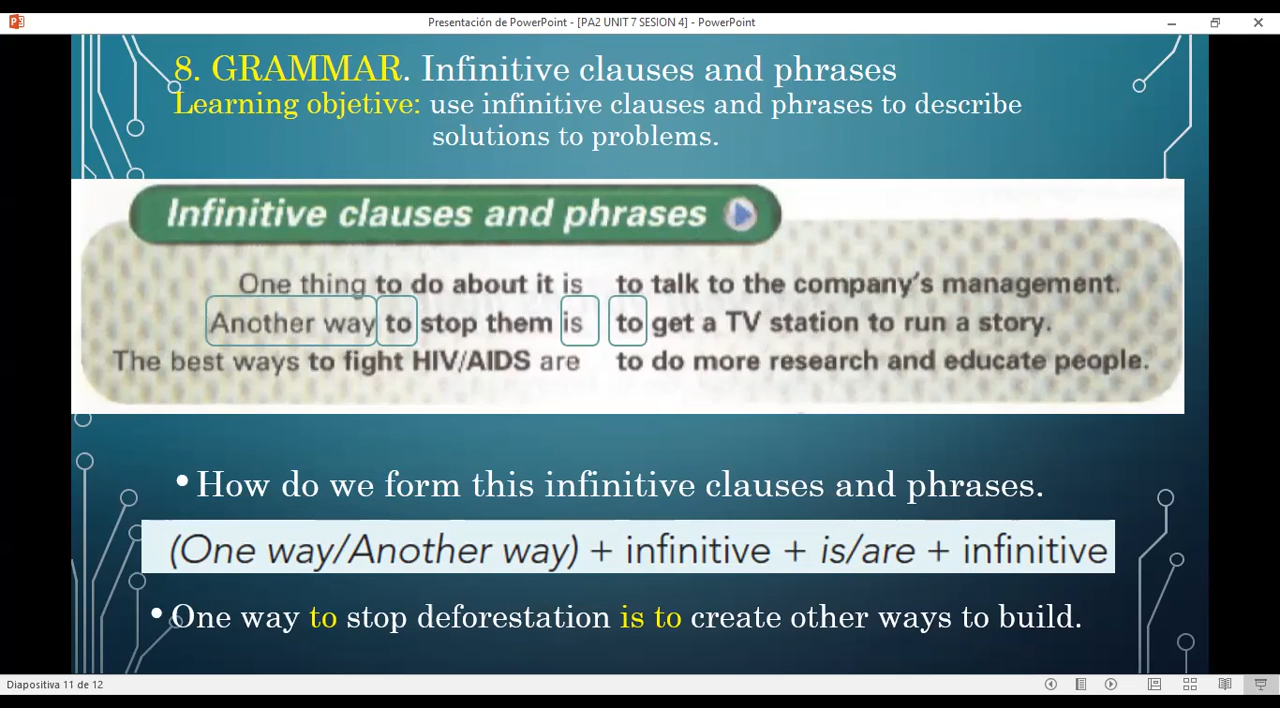 Presentación de PowerPoint - [PA2 UNIT 7 SESION 4] - PowerPoint
8. GRAMMAR. Infinitive clauses and phrases
Learning objetive: use infinitive clauses and phrases to describe
solutions to problems.
Infinitive clauses and phrases
One thing to do about it is to talk to the company's management.
Another way to stop them is to get a TV station to run a story.
The best ways to fight HIV/AIDS are to do more research and educate people.
• How do we form this infinitive clauses and phrases.
(One way/Another way) + infinitive + is/are + infinitive
• One way to stop deforestation is to create other ways to build.
Diapositiva 11 de 12